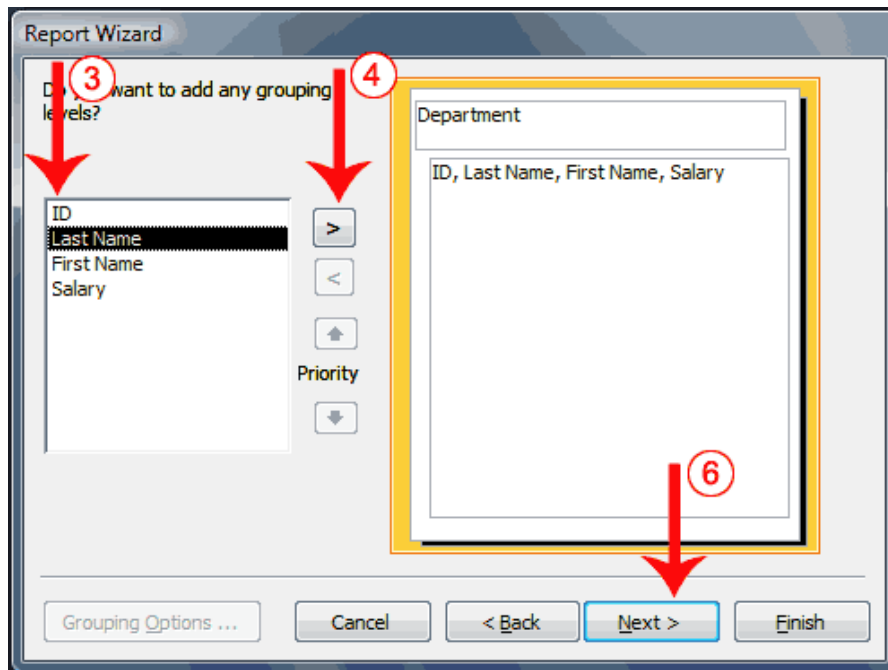 Report Wizard
3
4
Do y want to add any grouping
levels?
Department
ID, Last Name, First Name, Salary
ID
Last Name
First Name
Salary
>
<
Priority
6
Grouping Options ...
Cancel
< Back
Next >
Finish